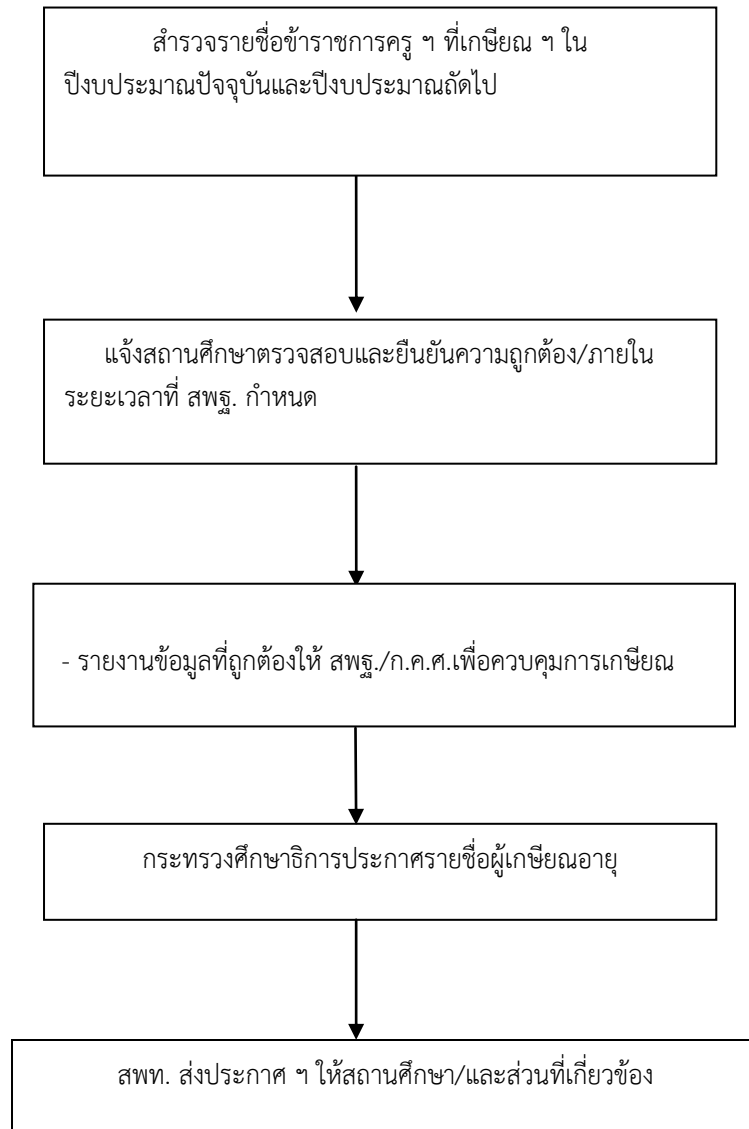 สำรวจรายชื่อข้าราชการครู ฯ ที่เกษียณ ฯ ใน
ปีงบประมาณปัจจุบันและปีงบประมาณถัดไป
แจ้งสถานศึกษาตรวจสอบและยืนยันความถูกต้อง/ภายใน
ระยะเวลาที่ สพฐ. กำหนด
- รายงานข้อมูลที่ถูกต้องให้ สพฐ./ก.ค.ศ.เพื่อควบคุมการเกษียณ
กระทรวงศึกษาธิการประกาศรายชื่อผู้เกษียณอายุ
สพท. ส่งประกาศ ฯ ให้สถานศึกษา/และส่วนที่เกี่ยวข้อง